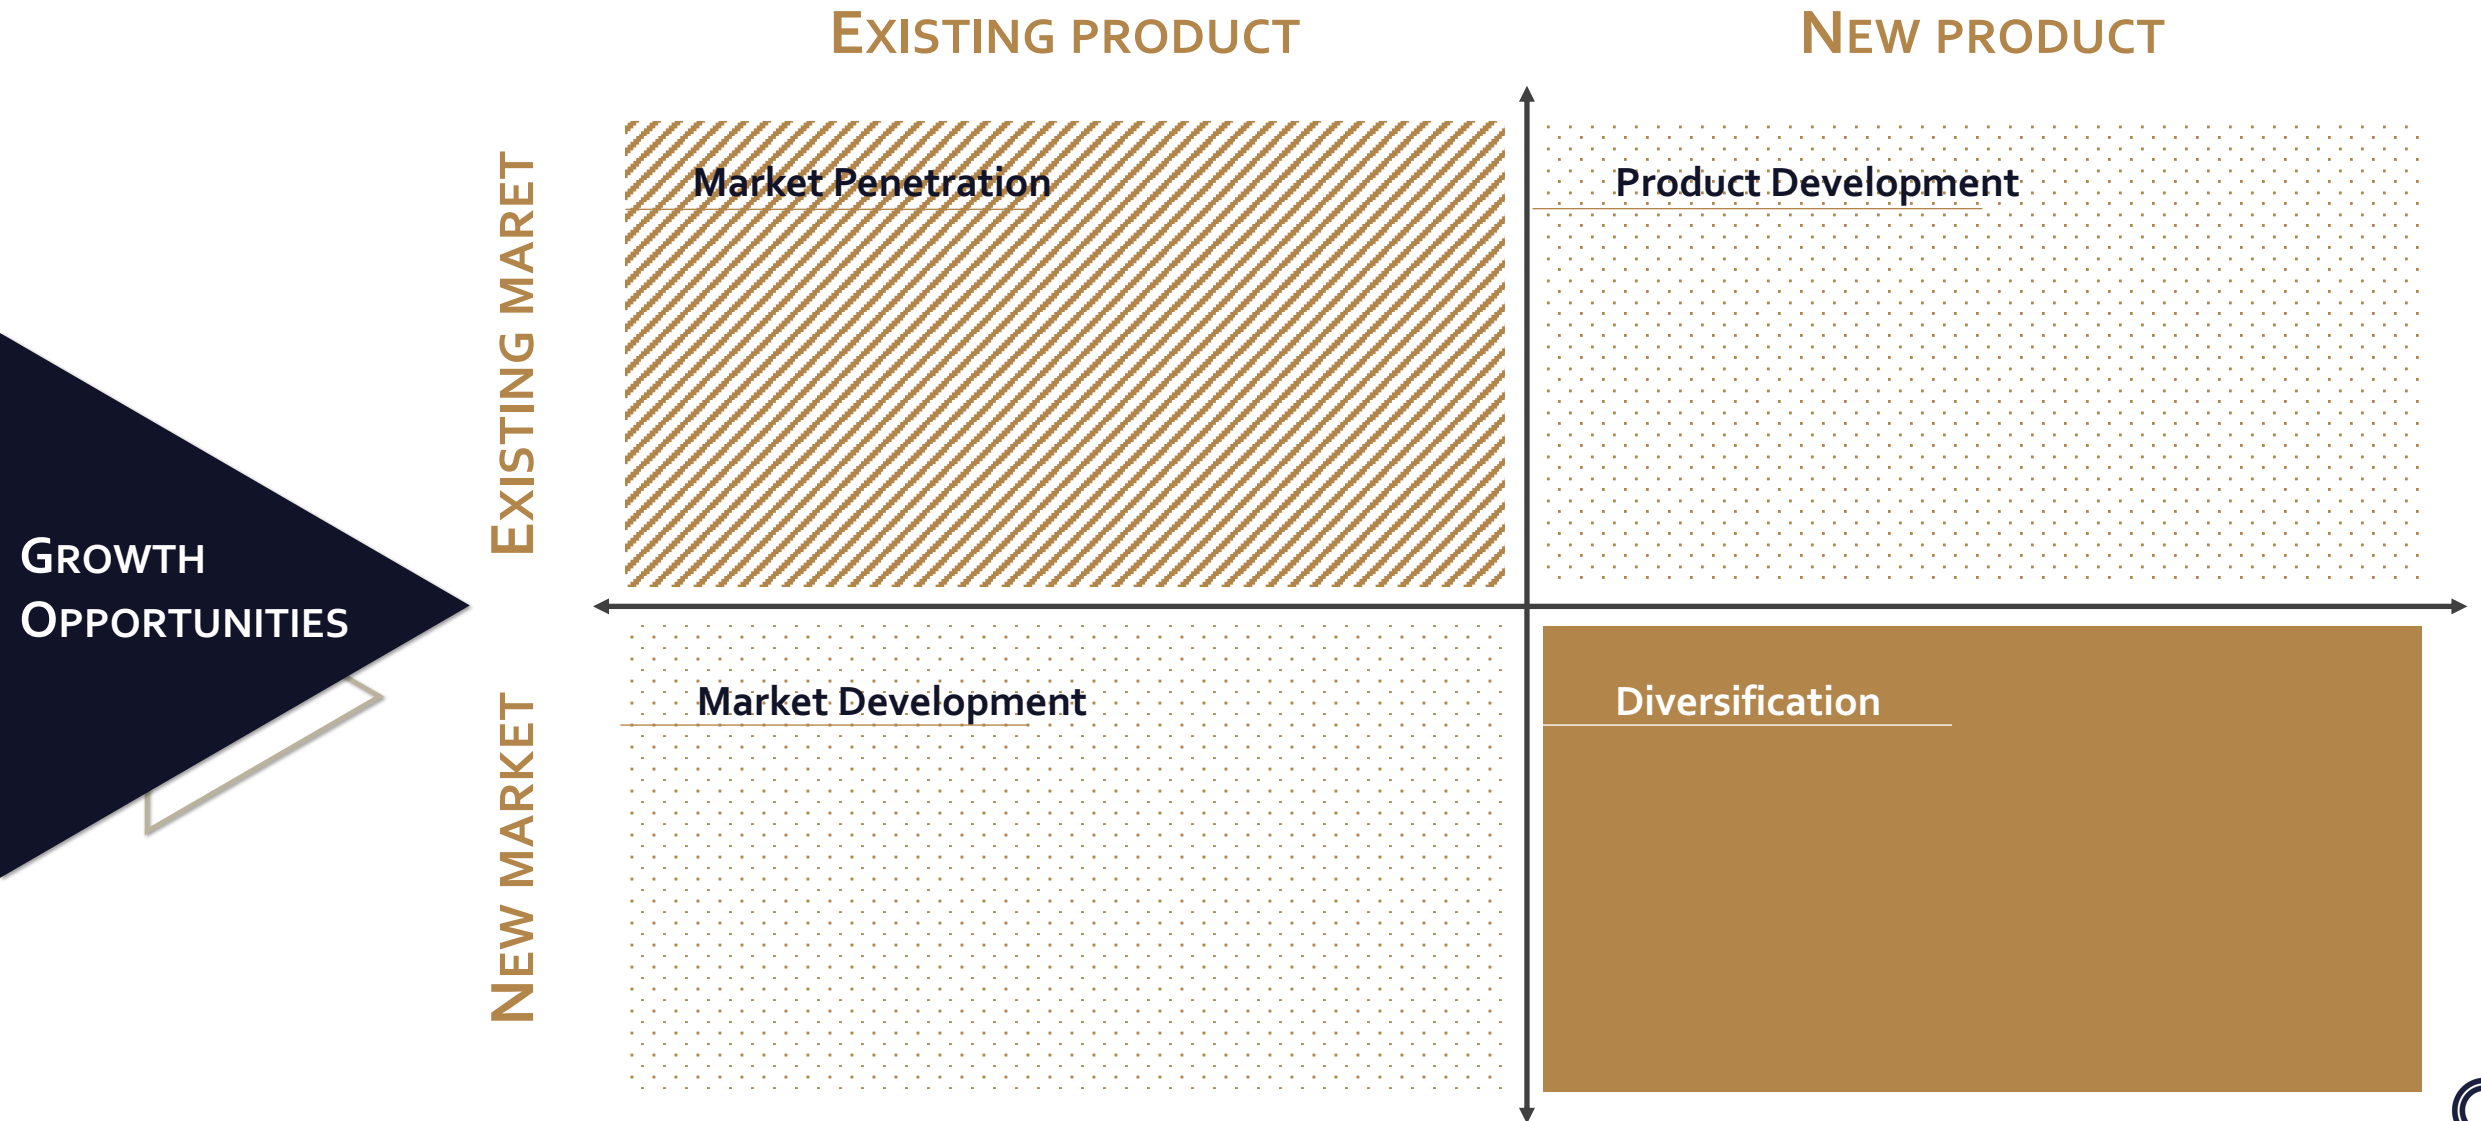 EXISTING PRODUCT
NEW PRODUCT
EXISTING MARET
Market Penetration
Product Development
GROWTH
OPPORTUNITIES
NEW MARKET
Market Development
Diversification